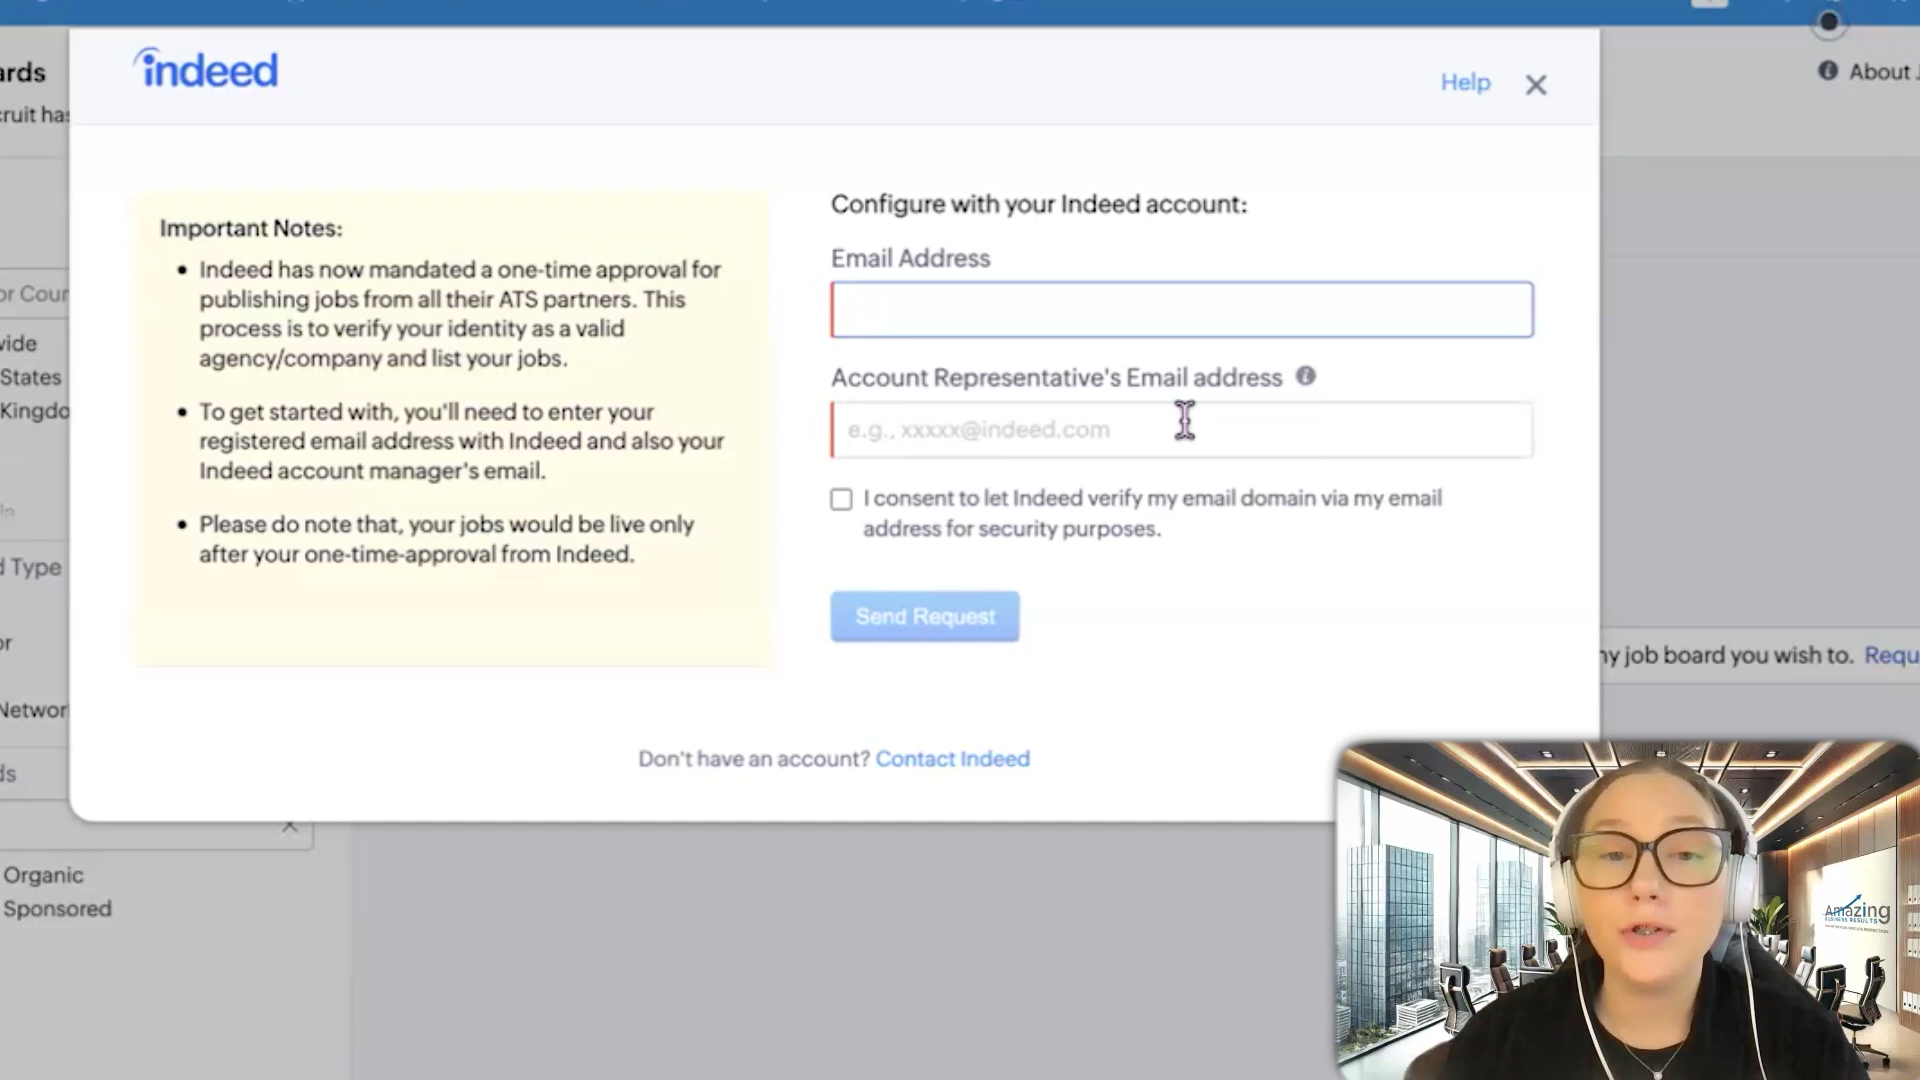 ards
About
ruit has
indeed
Help
Important Notes:
Indeed has now mandated a one-time approval for
publishing jobs from all their ATS partners. This
process is to verify your identity as a valid
agency/company and list your jobs.
To get started with, you'll need to enter your
registered email address with Indeed and also your
Indeed account manager's email.
Please do note that, your jobs would be live only
after your one-time-approval from Indeed.
Configure with your Indeed account:
Email Address
Account Representative's Email address
e.g., xxxxx@indeed.com
I consent to let Indeed verify my email domain via my email
address for security purposes.
Send Request
Don't have an account? Contact Indeed
or Coun
vide
States
Kingdo
d Type
or
Networ
ds
Organic
Sponsored
ny job board you wish to. Requ
Amazing
BUSINESS RESULTS